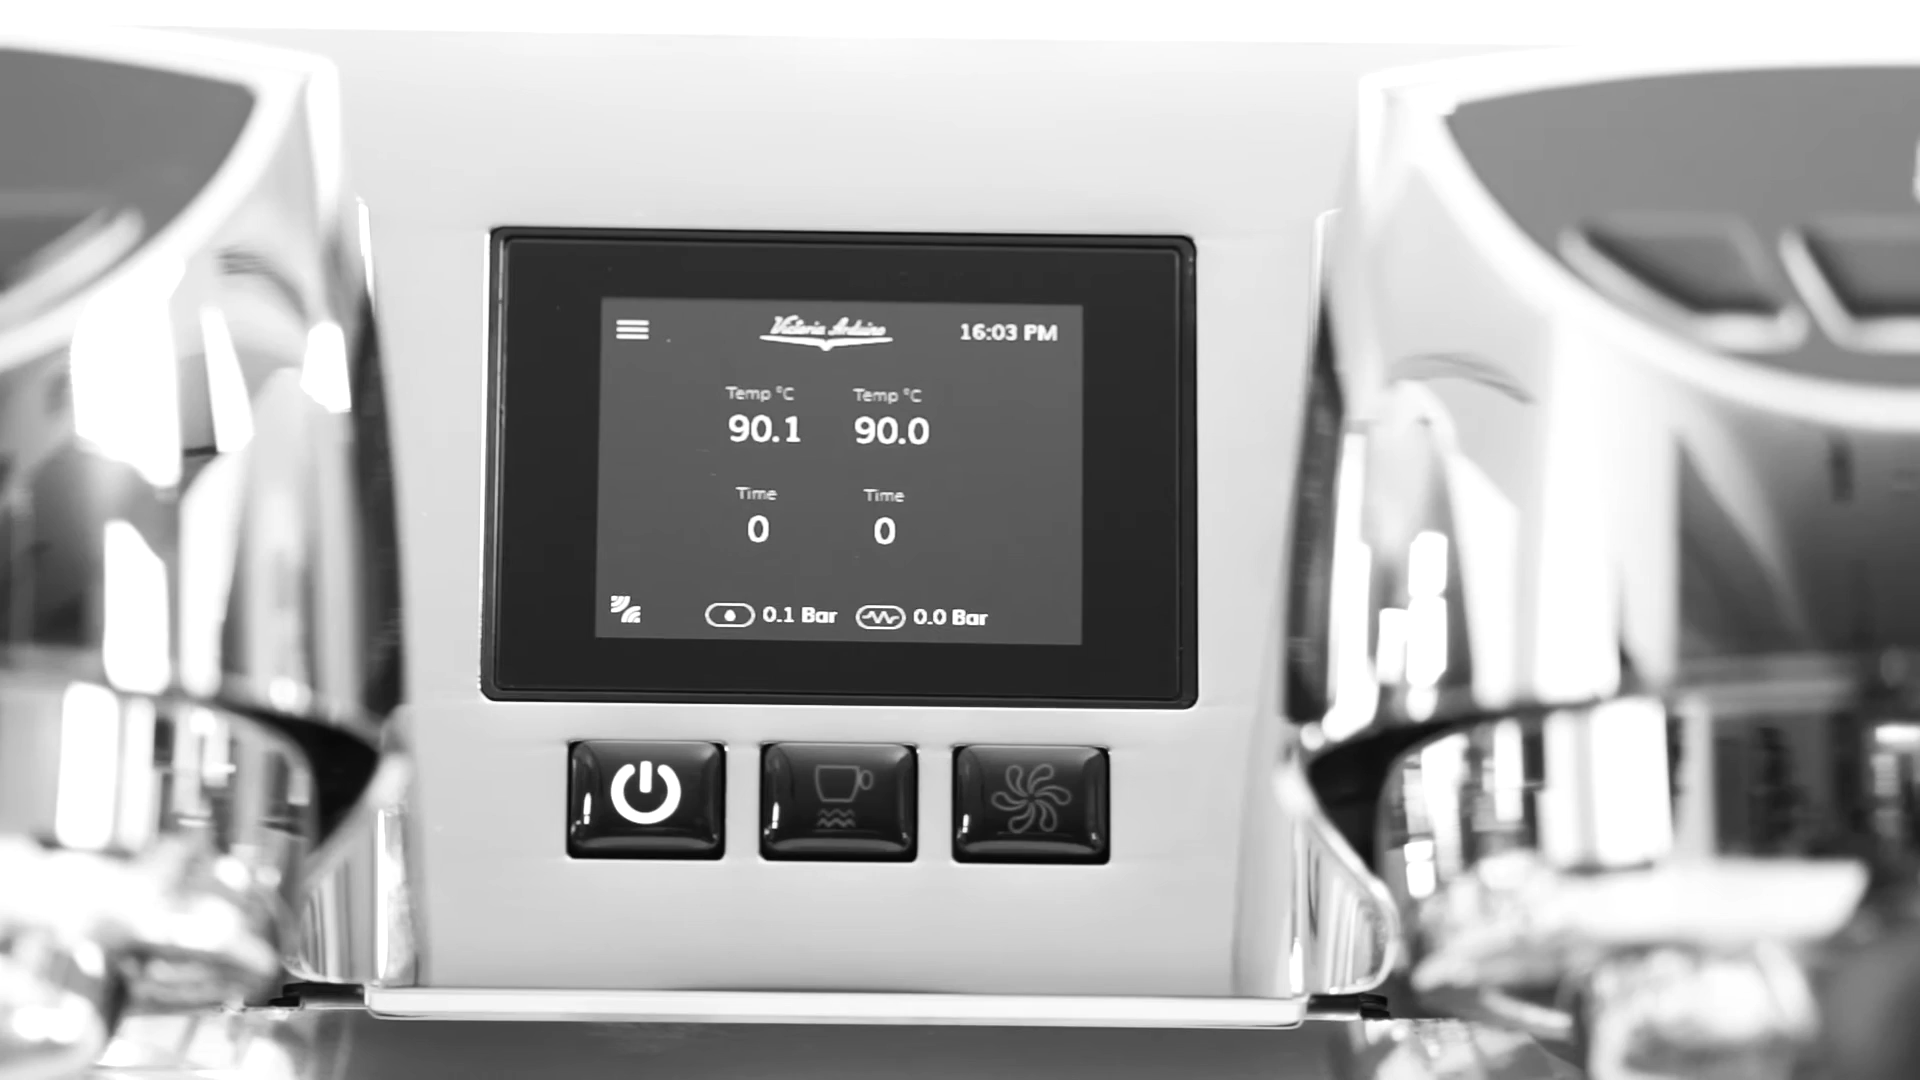 Victoria Arduino 16:03 PM
Temp °C Temp °C
90.1 90.0
Time Time
0 0
0.1 Bar 0.0 Bar